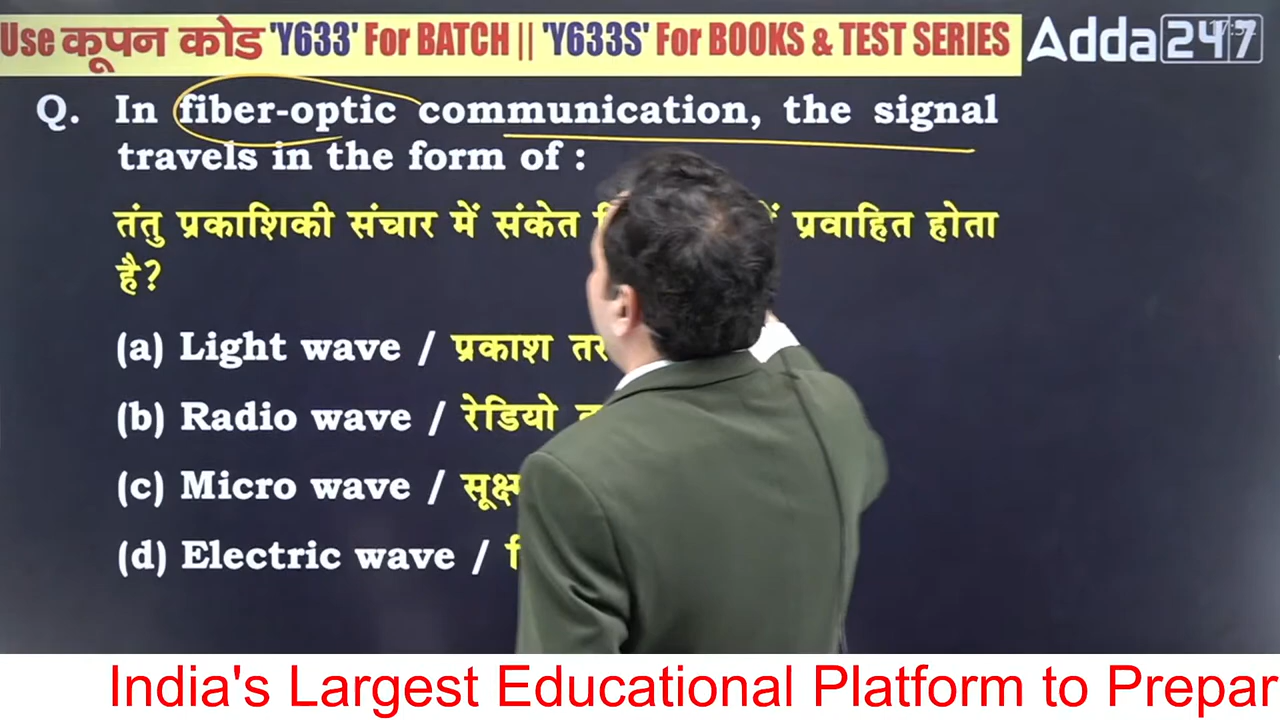 Use कूपन कोड 'Y633' For BATCH || 'Y633S' For BOOKS & TEST SERIES
Adda247
Q. In fiber-optic communication, the signal
travels in the form of :
तंतु प्रकाशिकी संचार में संकेत प्रवाहित होता
है?
(a) Light wave / प्रकाश
(b) Radio wave / रेडियो
(c) Micro wave /
(d) Electric wave /
India's Largest Educational Platform to Prepar